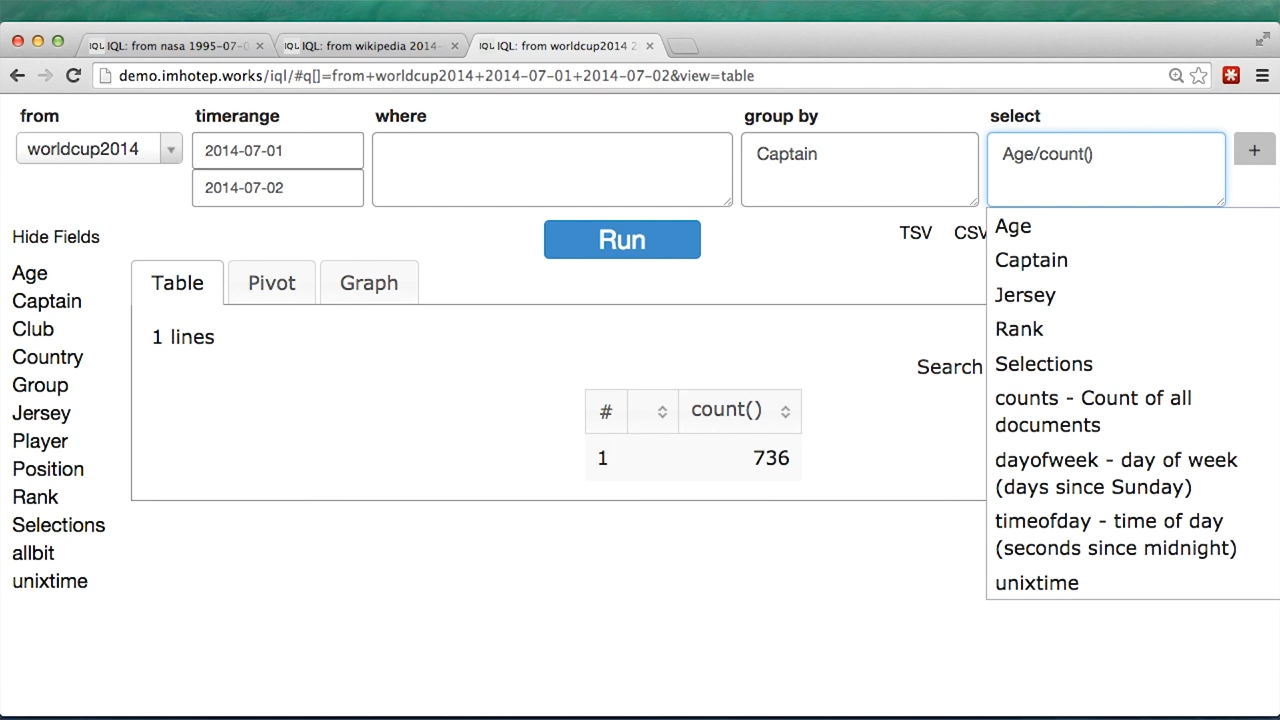 IQL IQL: from nasa 1995-07-0 × IQL IQL: from wikipedia 2014- × IQL IQL: from worldcup2014 2 ×
demo.imhotep.works/iql/#q[]=from+worldcup2014+2014-07-01+2014-07-02&view=table
from timerange where group by select
worldcup2014 2014-07-01 Captain Age/count() +
2014-07-02
Hide Fields Run TSV CSV
Age
Captain
Club
Country
Group
Jersey
Player
Position
Rank
Selections
allbit
unixtime
Table Pivot Graph
1 lines
Search
# count()
1 736
Age
Captain
Jersey
Rank
Selections
counts - Count of all
documents
dayofweek - day of week
(days since Sunday)
timeofday - time of day
(seconds since midnight)
unixtime